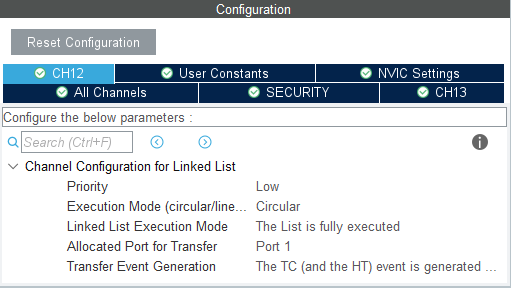 Configuration
Reset Configuration
CH12 User Constants NVIC Settings
All Channels SECURITY CH13
Configure the below parameters :
Search (Ctrl+F)
Channel Configuration for Linked List
Priority Low
Execution Mode (circular/line... Circular
Linked List Execution Mode The List is fully executed
Allocated Port for Transfer Port 1
Transfer Event Generation The TC (and the HT) event is generated ...